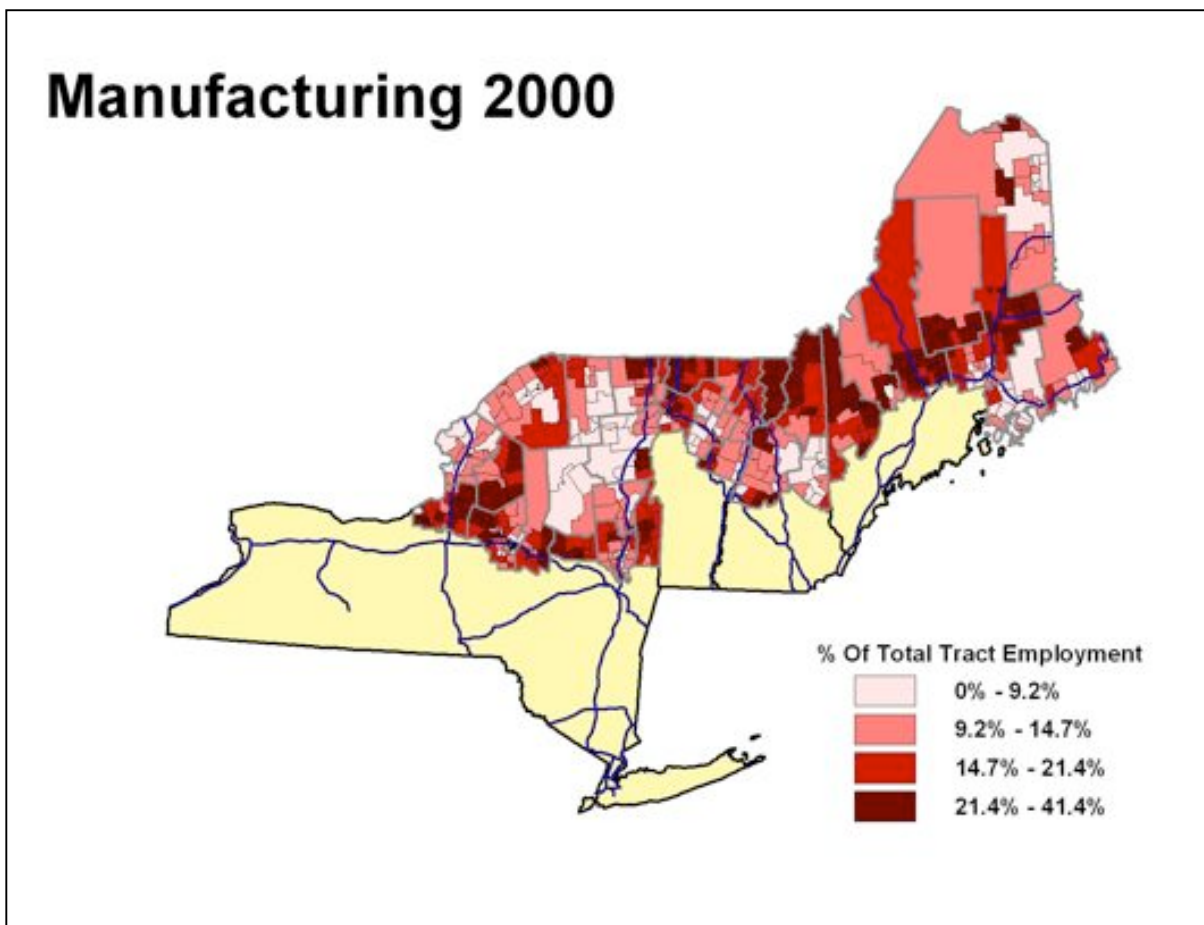 Manufacturing 2000
% Of Total Tract Employment
0% - 9.2%
9.2% - 14.7%
14.7% - 21.4%
21.4% - 41.4%